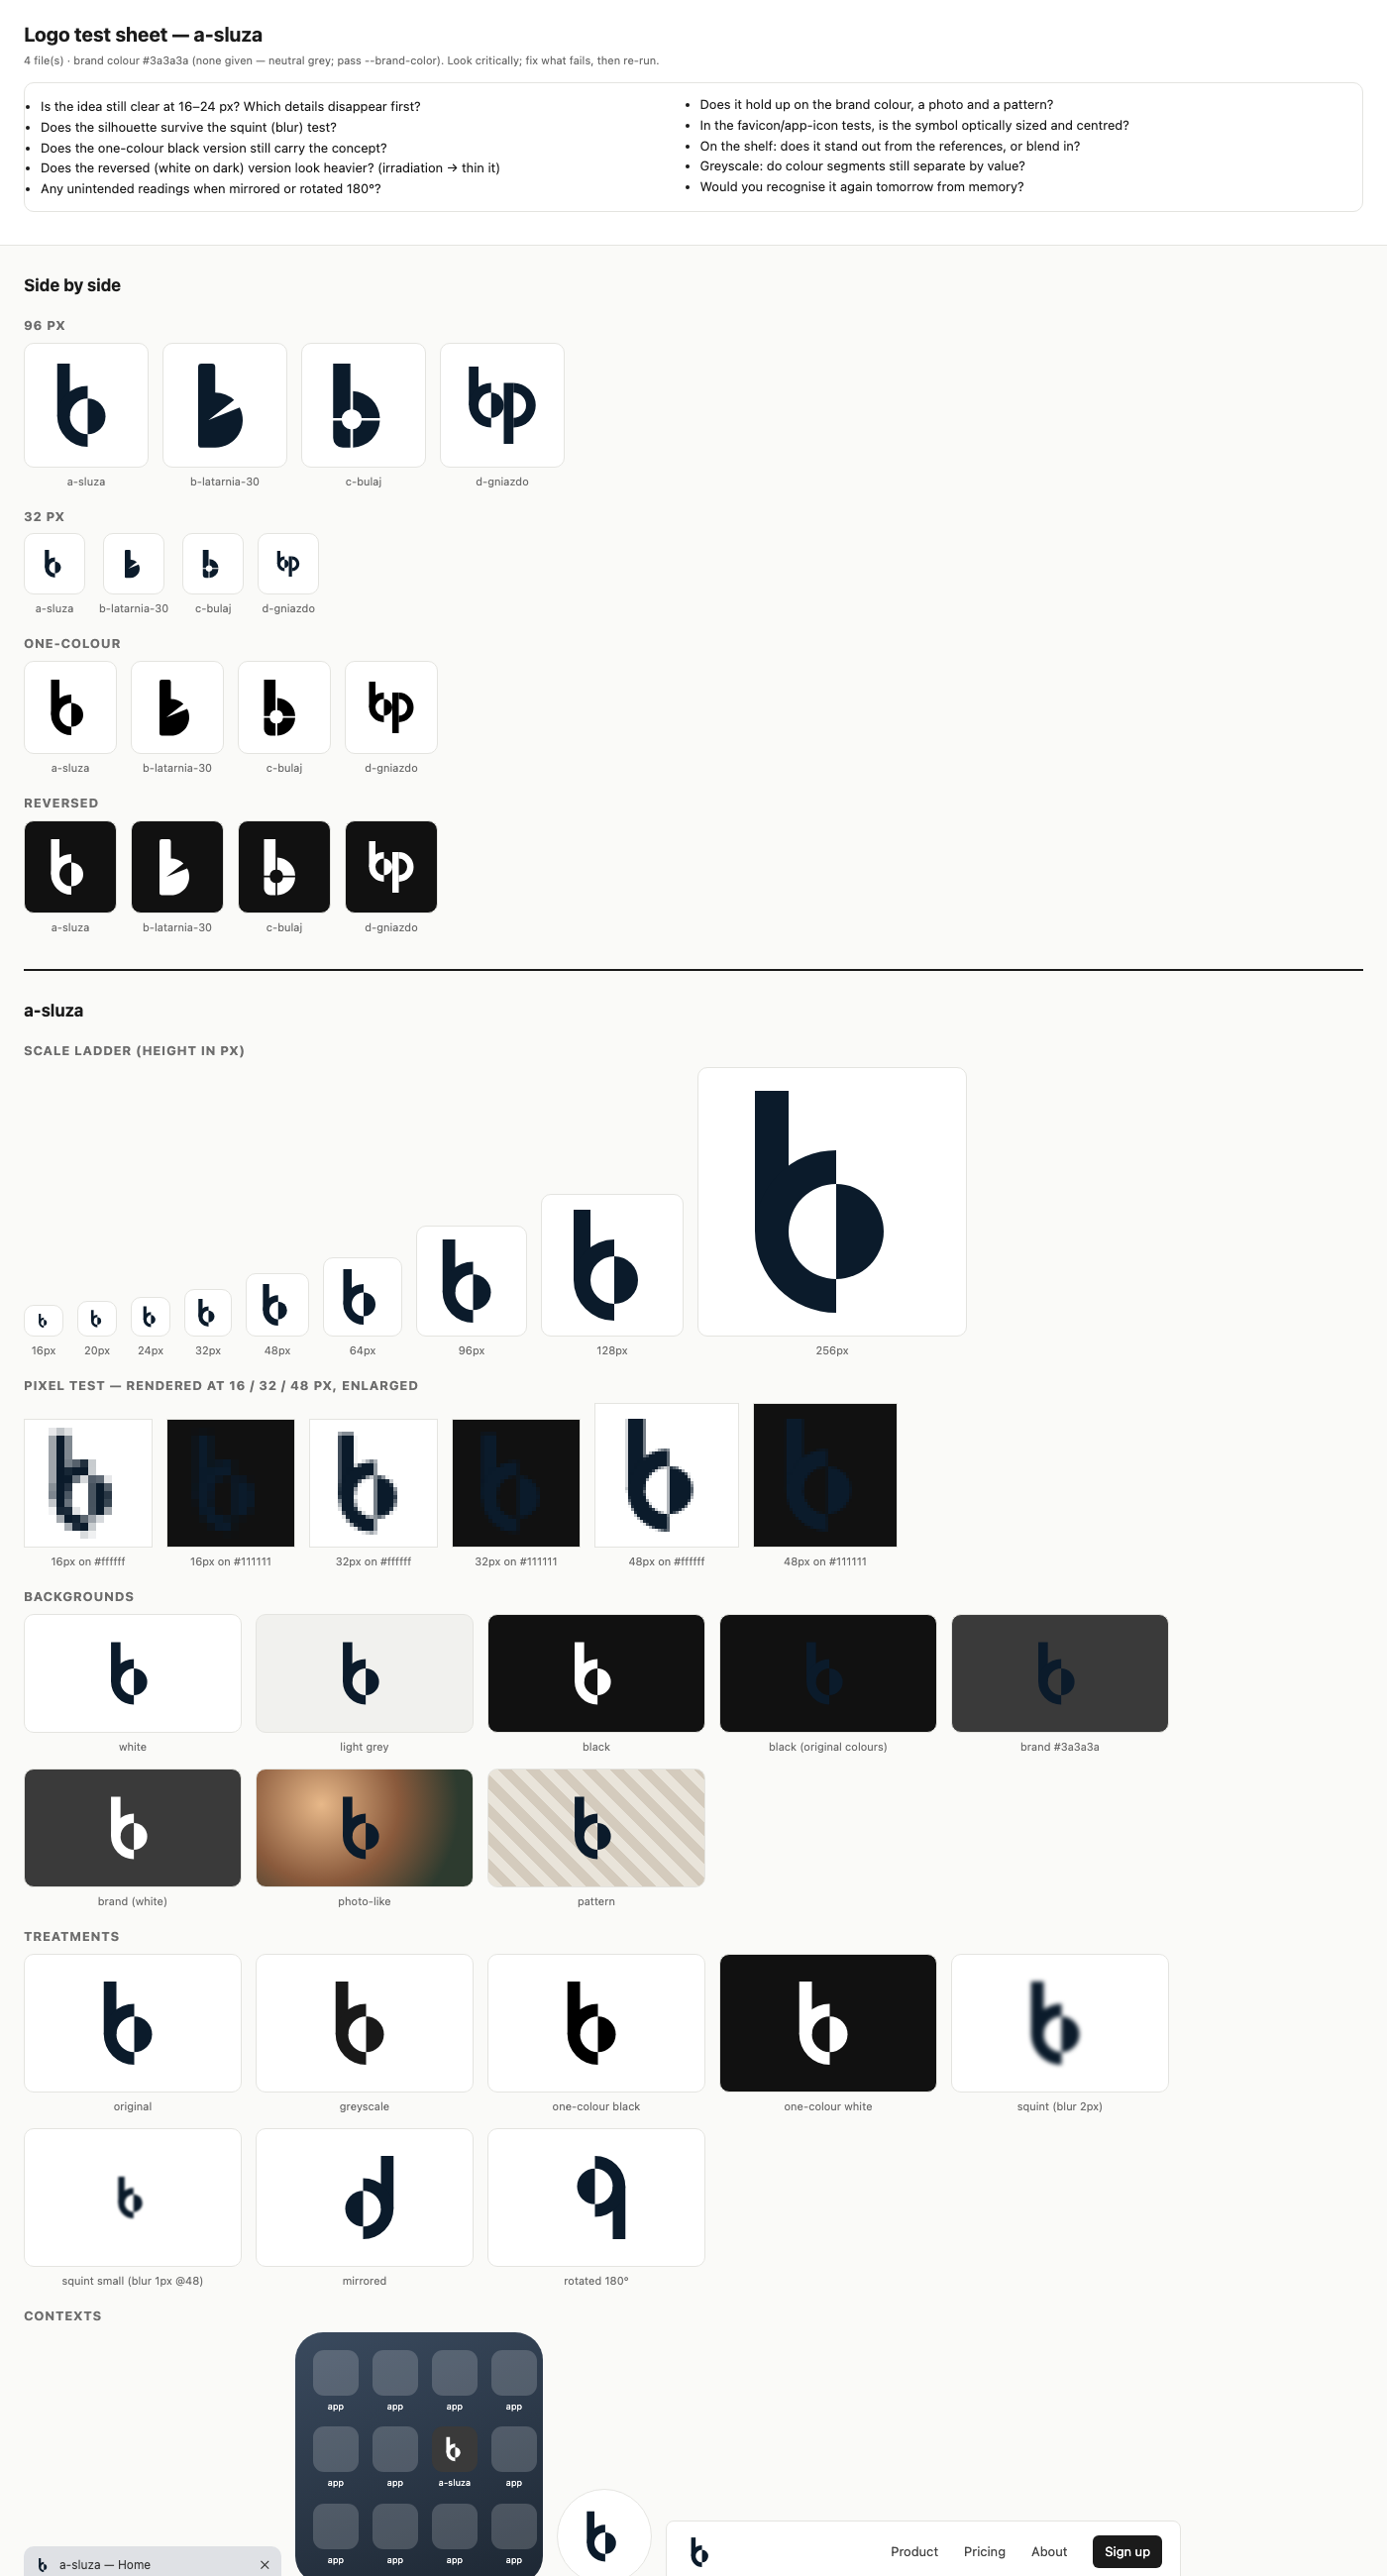 Logo test sheet — a-sluza
4 file(s) · brand colour #3a3a3a (none given — neutral grey; pass --brand-color). Look critically; fix what fails, then re-run.
• Is the idea still clear at 16–24 px? Which details disappear first?
• Does the silhouette survive the squint (blur) test?
• Does the one-colour black version still carry the concept?
• Does the reversed (white on dark) version look heavier? (irradiation → thin it)
• Any unintended readings when mirrored or rotated 180°?
• Does it hold up on the brand colour, a photo and a pattern?
• In the favicon/app-icon tests, is the symbol optically sized and centred?
• On the shelf: does it stand out from the references, or blend in?
• Greyscale: do colour segments still separate by value?
• Would you recognise it again tomorrow from memory?
Side by side
96 PX
b b b bp
a-sluza b-latarnia-30 c-bulaj d-gniazdo
32 PX
b b b bp
a-sluza b-latarnia-30 c-bulaj d-gniazdo
ONE-COLOUR
b b b bp
a-sluza b-latarnia-30 c-bulaj d-gniazdo
REVERSED
b b b bp
a-sluza b-latarnia-30 c-bulaj d-gniazdo
a-sluza
SCALE LADDER (HEIGHT IN PX)
b b b b b b b b b
16px 20px 24px 32px 48px 64px 96px 128px 256px
PIXEL TEST — RENDERED AT 16 / 32 / 48 PX, ENLARGED
b b b b b b
16px on #ffffff 16px on #111111 32px on #ffffff 32px on #111111 48px on #ffffff 48px on #111111
BACKGROUNDS
b b b b b
white light grey black black (original colours) brand #3a3a3a
b b b
brand (white) photo-like pattern
TREATMENTS
b b b b b
original greyscale one-colour black one-colour white squint (blur 2px)
b d q
squint small (blur 1px @48) mirrored rotated 180°
CONTEXTS
app app app app
b
app app a-sluza app
app app app app
b
b a-sluza — Home ×
b Product Pricing About Sign up